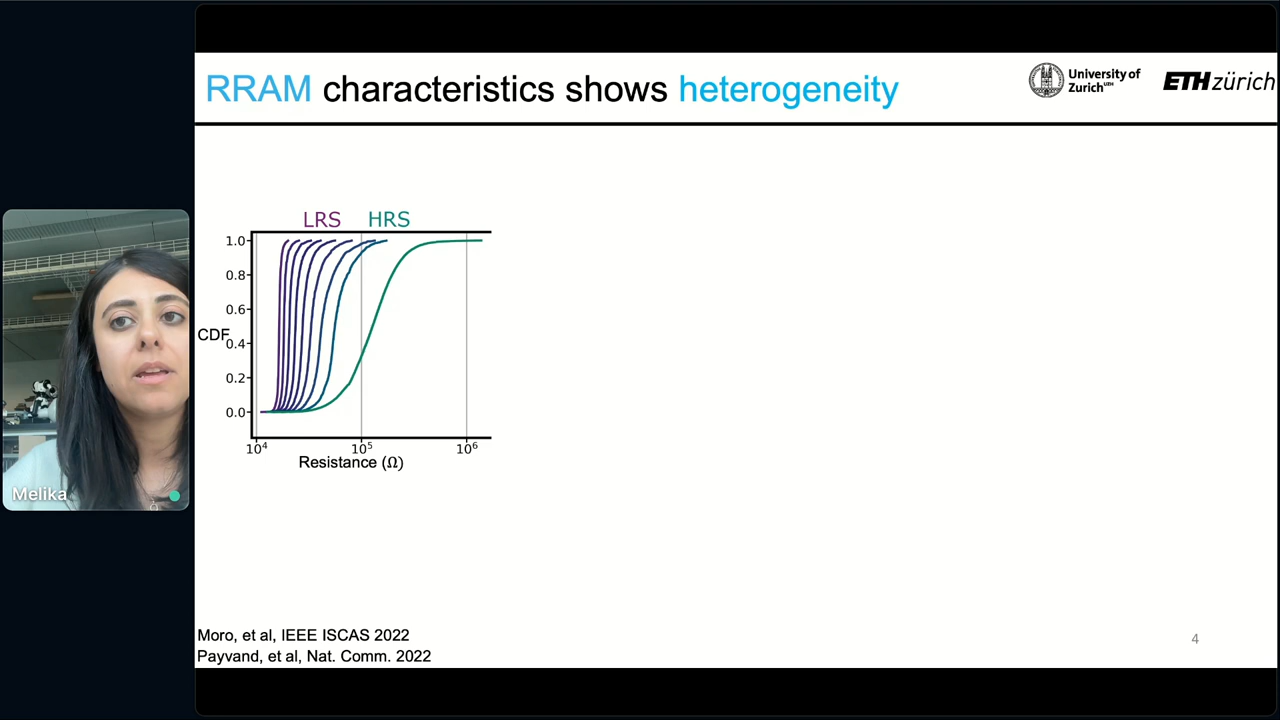 RRAM characteristics shows heterogeneity
University of
Zurich UZH
ETH zürich
LRS HRS
1.0
0.8
0.6
CDF
0.4
0.2
0.0
10⁴ 10⁵ 10⁶
Resistance (Ω)
Melika
Moro, et al, IEEE ISCAS 2022
Payvand, et al, Nat. Comm. 2022
4